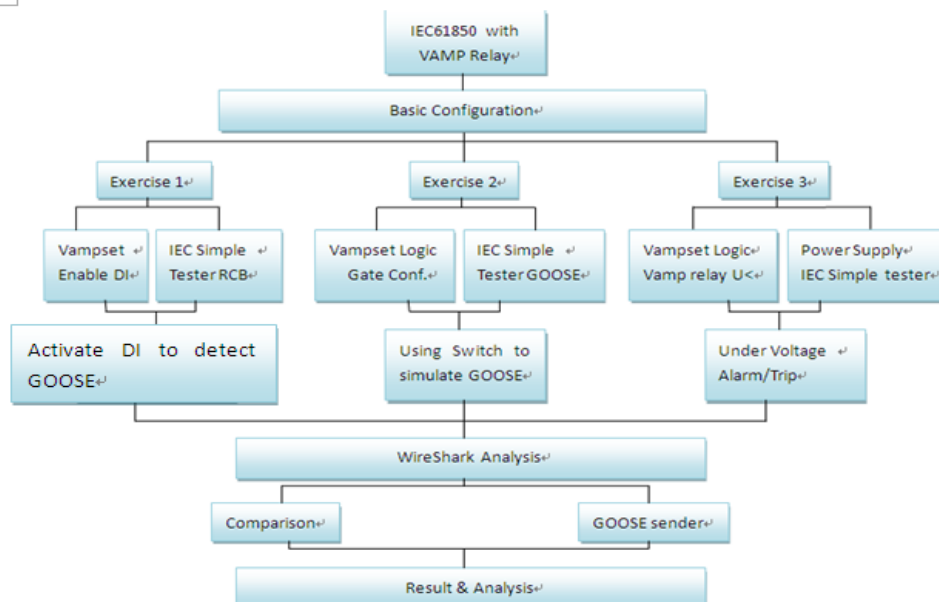 IEC61850 with
VAMP Relay↵
Basic Configuration↵
Exercise 1↵
Exercise 2↵
Exercise 3↵
Vampset ↵
Enable DI↵
IEC Simple ↵
Tester RCB↵
Vampset Logic
Gate Conf.↵
IEC Simple ↵
Tester GOOSE↵
Vampset Logic↵
Vamp relay U<↵
Power Supply↵
IEC Simple tester↵
Activate DI to detect
GOOSE↵
Using Switch to
simulate GOOSE↵
Under Voltage ↵
Alarm/Trip↵
WireShark Analysis↵
Comparison↵
GOOSE sender↵
Result & Analysis↵